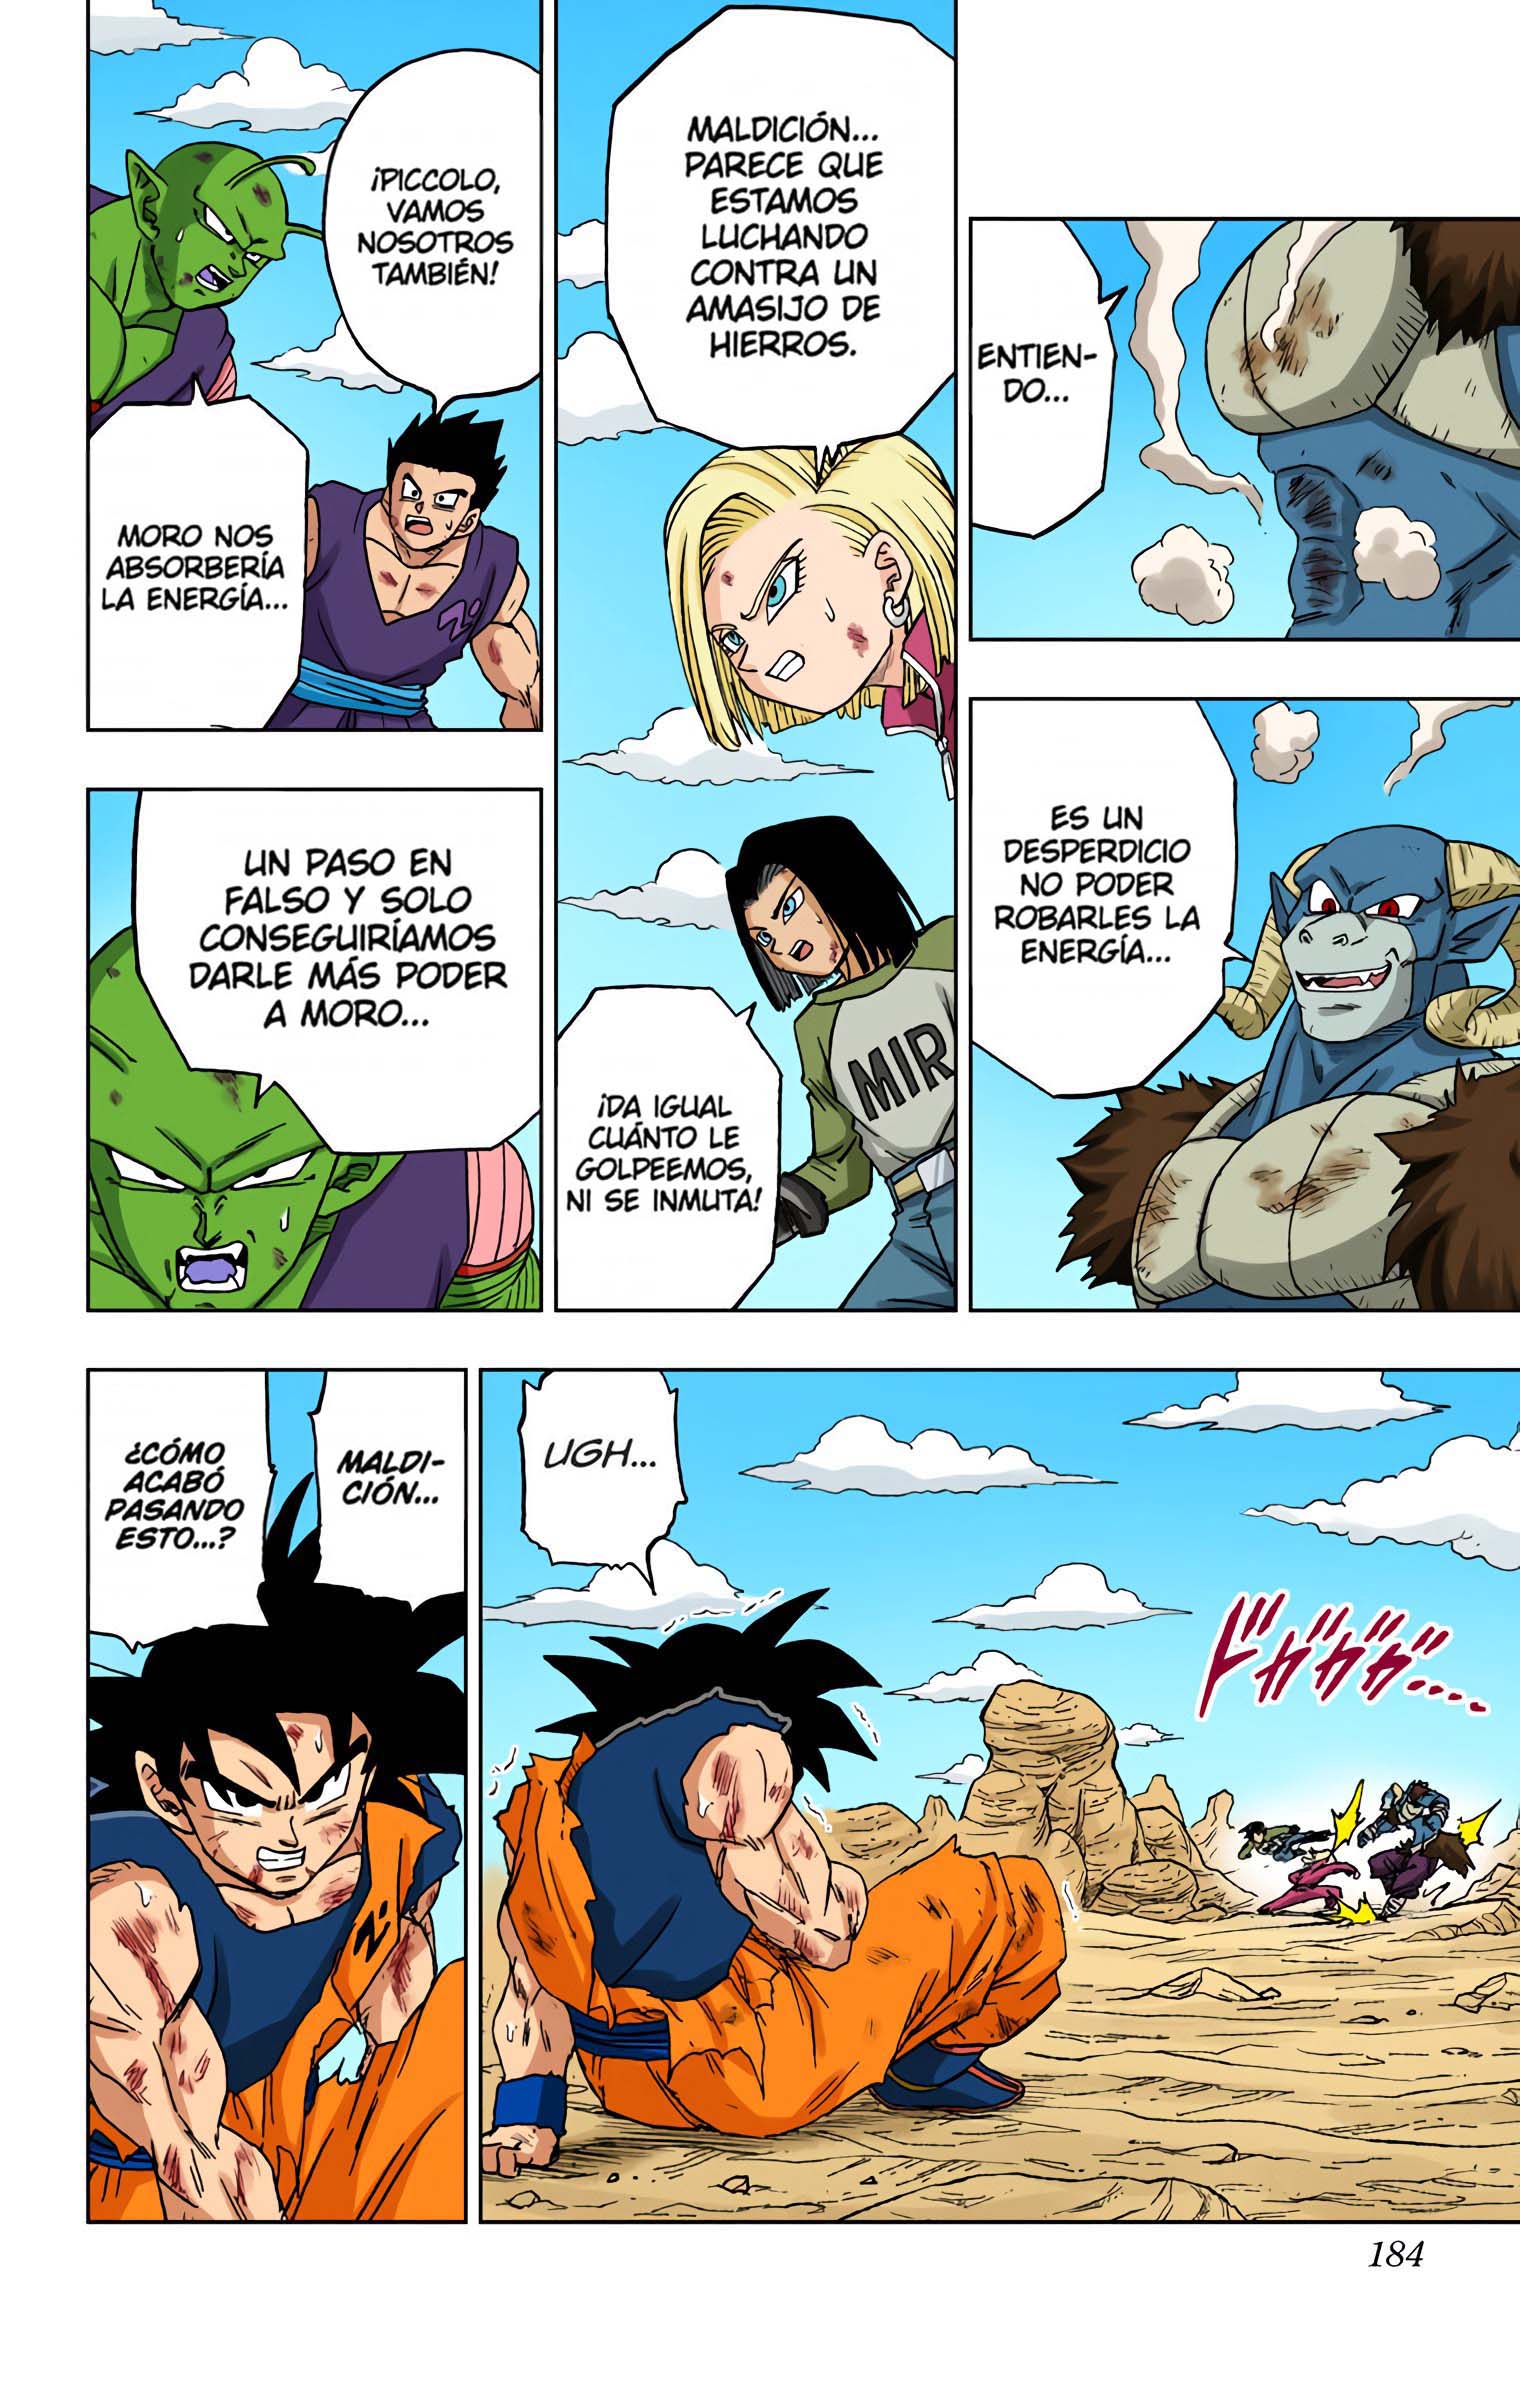 ENTIEN-
DO...
ES UN
DESPERDICIO
NO PODER
ROBARLES LA
ENERGÍA...
MALDICIÓN...
PARECE QUE
ESTAMOS
LUCHANDO
CONTRA UN
AMASIJO DE
HIERROS.
MIR
¡DA IGUAL
CUÁNTO LE
GOLPEEMOS,
NI SE INMUTA!
¡PICCOLO,
VAMOS
NOSOTROS
TAMBIÉN!
MORO NOS
ABSORBERÍA
LA ENERGÍA...
UN PASO EN
FALSO Y SOLO
CONSEGUIRÍAMOS
DARLE MÁS PODER
A MORO...
ドガガガ....
UGH...
MALDI-
CIÓN...
¿CÓMO
ACABÓ
PASANDO
ESTO...?
184